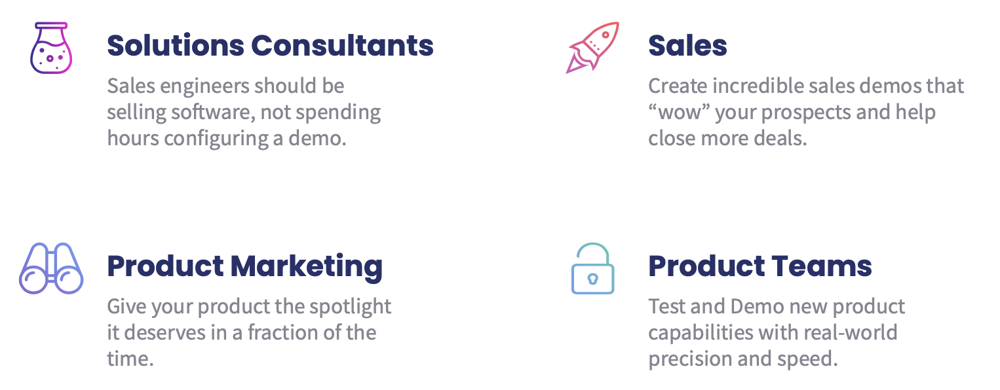 Solutions Consultants
Sales engineers should be
selling software, not spending
hours configuring a demo.
Sales
Create incredible sales demos that
“wow” your prospects and help
close more deals.
Product Marketing
Give your product the spotlight
it deserves in a fraction of the
time.
Product Teams
Test and Demo new product
capabilities with real-world
precision and speed.